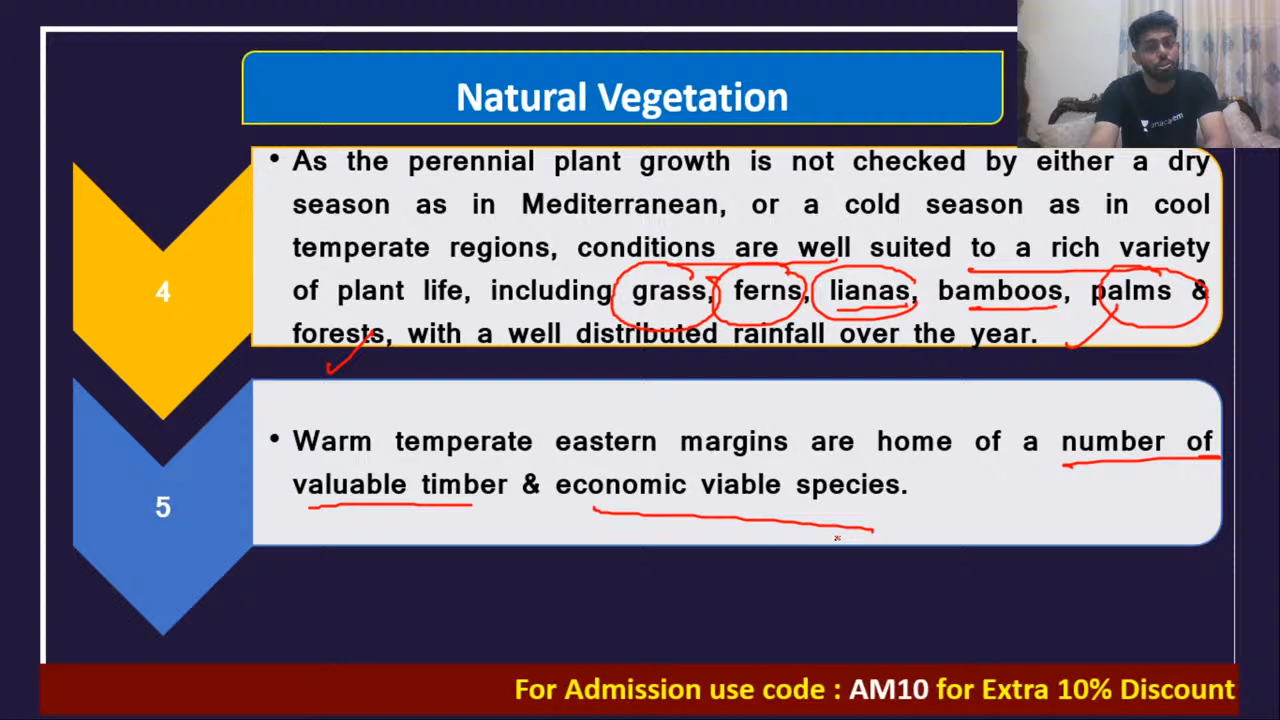 Natural Vegetation
4
• As the perennial plant growth is not checked by either a dry
season as in Mediterranean, or a cold season as in cool
temperate regions, conditions are well suited to a rich variety
of plant life, including grass, ferns, lianas, bamboos, palms &
forests, with a well distributed rainfall over the year.
5
• Warm temperate eastern margins are home of a number of
valuable timber & economic viable species.
For Admission use code : AM10 for Extra 10% Discount